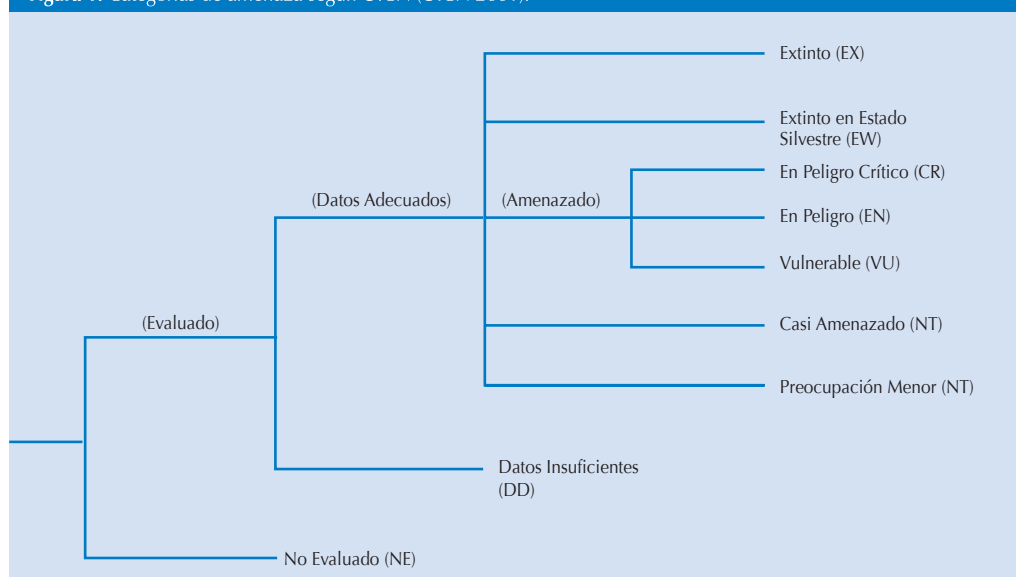 Extinto (EX)
Extinto en Estado
Silvestre (EW)
En Peligro Crítico (CR)
(Datos Adecuados)
(Amenazado)
En Peligro (EN)
Vulnerable (VU)
(Evaluado)
Casi Amenazado (NT)
Preocupación Menor (NT)
Datos Insuficientes
(DD)
No Evaluado (NE)